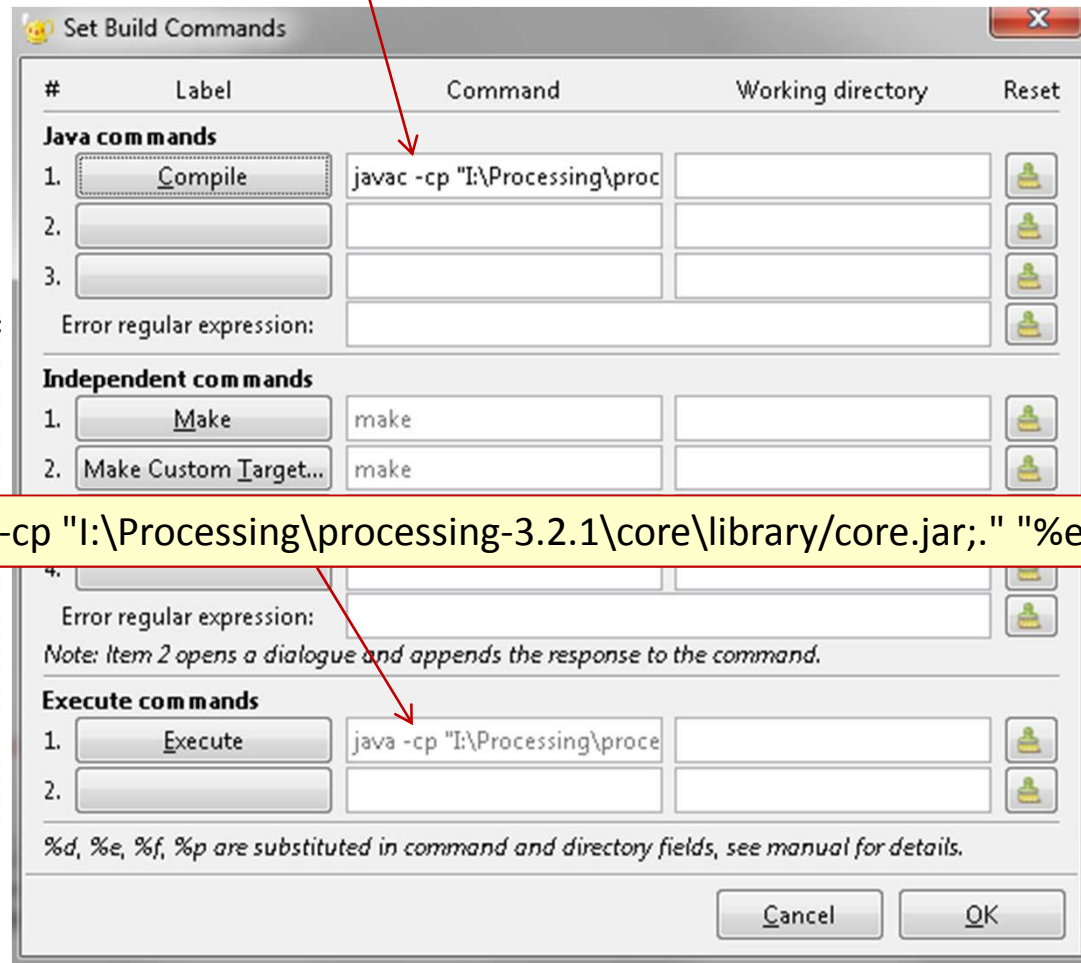 Set Build Commands
# Label Command Working directory Reset
Java commands
1. Compile javac -cp "I:\Processing\proc
2.
3.
Error regular expression:
Independent commands
1. Make make
2. Make Custom Target... make
-cp "I:\Processing\processing-3.2.1\core\library/core.jar;." "%e
4.
Error regular expression:
Note: Item 2 opens a dialogue and appends the response to the command.
Execute commands
1. Execute java -cp "I:\Processing\proce
2.
%d, %e, %f, %p are substituted in command and directory fields, see manual for details.
Cancel OK